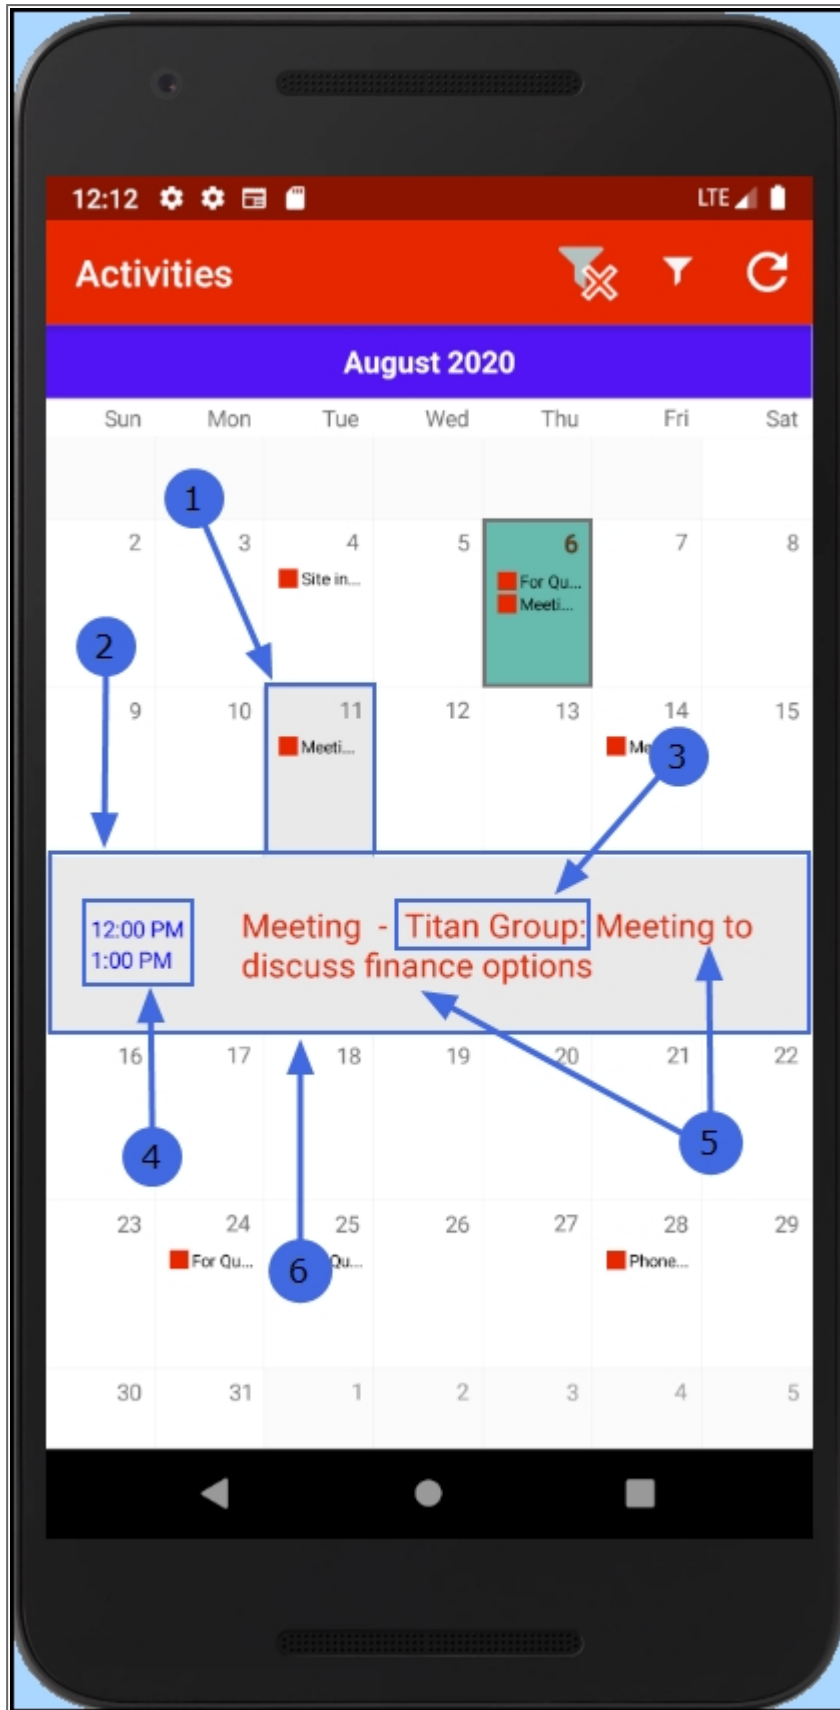 12:12 LTE
Activities
August 2020
Sun Mon Tue Wed Thu Fri Sat
1
2 3 4 5 6 7 8
Site in... For Qu...
Meeti...
2
9 10 11 12 13 14 15
Meeti...
3
12:00 PM
1:00 PM
Meeting - Titan Group: Meeting to
discuss finance options
16 17 18 19 20 21 22
4
5
23 24 25 26 27 28 29
For Qu... Qu... Phone...
6
30 31 1 2 3 4 5